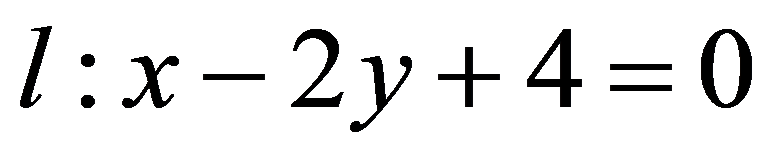 l : x − 2y + 4 = 0